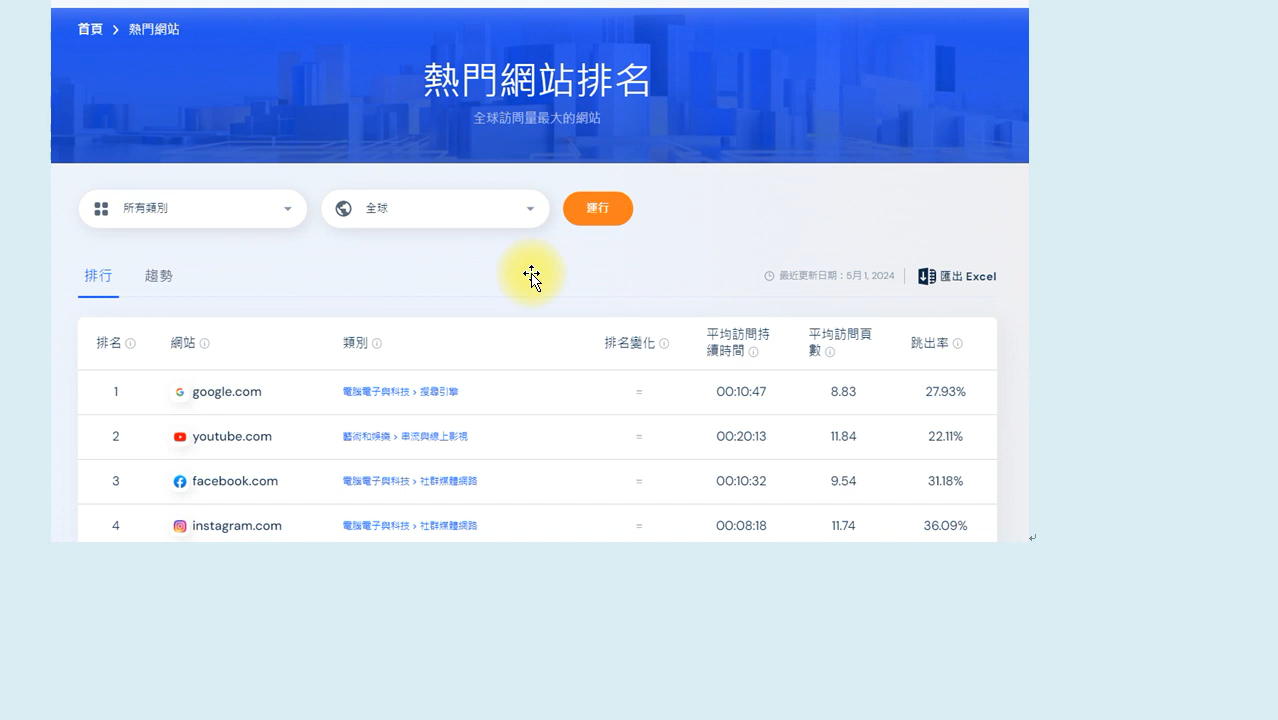 首頁 > 熱門網站
熱門網站排名
全球訪問量最大的網站
所有類別 全球 運行
排行 趨勢 最近更新日期：5月 1, 2024 匯出 Excel
排名 網站 類別 排名變化 平均訪問持續時間 平均訪問頁數 跳出率
1 google.com 電腦電子與科技 > 搜尋引擎 = 00:10:47 8.83 27.93%
2 youtube.com 藝術和娛樂 > 串流與線上影視 = 00:20:13 11.84 22.11%
3 facebook.com 電腦電子與科技 > 社群媒體網路 = 00:10:32 9.54 31.18%
4 instagram.com 電腦電子與科技 > 社群媒體網路 = 00:08:18 11.74 36.09%